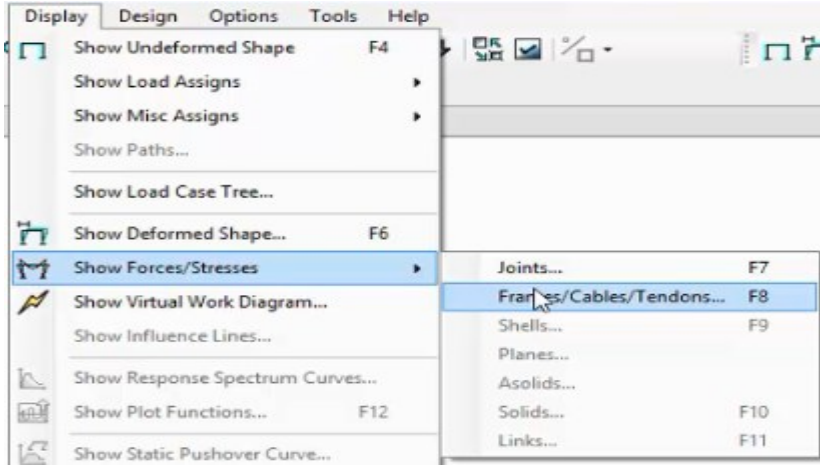 Display Design Options Tools Help
Show Undeformed Shape F4
Show Load Assigns
Show Misc Assigns
Show Paths...
Show Load Case Tree...
Show Deformed Shape... F6
Show Forces/Stresses
Joints... F7
Show Virtual Work Diagram...
Frames/Cables/Tendons... F8
Show Influence Lines...
Shells... F9
Planes...
Show Response Spectrum Curves...
Asolids...
Show Plot Functions... F12
Solids... F10
Show Static Pushover Curve...
Links... F11